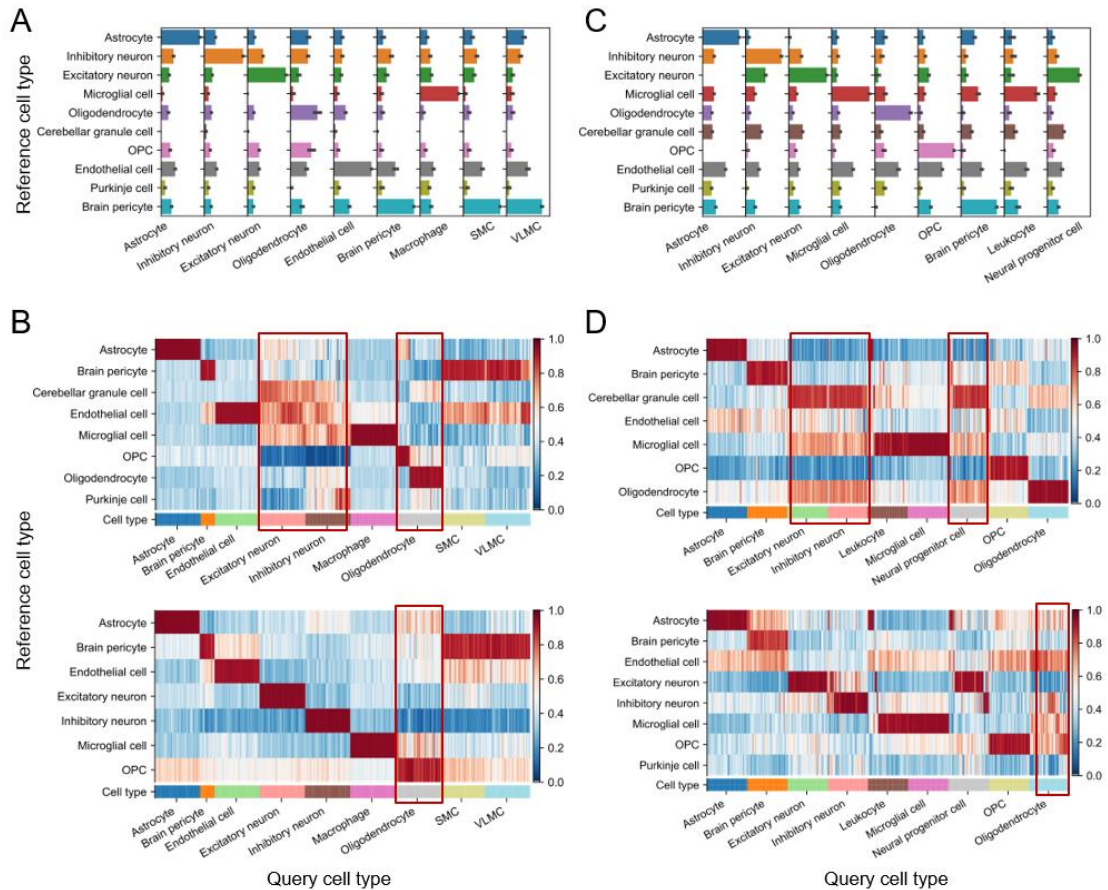 A
Reference cell type
Astrocyte
Inhibitory neuron
Excitatory neuron
Microglial cell
Oligodendrocyte
Cerebellar granule cell
OPC
Endothelial cell
Purkinje cell
Brain pericyte
Astrocyte
Inhibitory neuron
Excitatory neuron
Oligodendrocyte
Endothelial cell
Brain pericyte
Macrophage
SMC
VLMC
C
Astrocyte
Inhibitory neuron
Excitatory neuron
Microglial cell
Oligodendrocyte
Cerebellar granule cell
OPC
Endothelial cell
Purkinje cell
Brain pericyte
Astrocyte
Inhibitory neuron
Excitatory neuron
Microglial cell
Oligodendrocyte
OPC
Brain pericyte
Leukocyte
Neural progenitor cell
B
Reference cell type
Astrocyte
Brain pericyte
Cerebellar granule cell
Endothelial cell
Microglial cell
OPC
Oligodendrocyte
Purkinje cell
Cell type
1.0
0.8
0.6
0.4
0.2
0.0
Astrocyte
Brain pericyte
Endothelial cell
Excitatory neuron
Inhibitory neuron
Macrophage
Oligodendrocyte
SMC
VLMC
Astrocyte
Brain pericyte
Endothelial cell
Excitatory neuron
Inhibitory neuron
Microglial cell
OPC
Cell type
1.0
0.8
0.6
0.4
0.2
0.0
Astrocyte
Brain pericyte
Endothelial cell
Excitatory neuron
Inhibitory neuron
Macrophage
Oligodendrocyte
SMC
VLMC
Query cell type
D
Astrocyte
Brain pericyte
Cerebellar granule cell
Endothelial cell
Microglial cell
OPC
Oligodendrocyte
Cell type
1.0
0.8
0.6
0.4
0.2
0.0
Astrocyte
Brain pericyte
Excitatory neuron
Inhibitory neuron
Leukocyte
Microglial cell
Neural progenitor cell
OPC
Oligodendrocyte
Astrocyte
Brain pericyte
Endothelial cell
Excitatory neuron
Inhibitory neuron
Microglial cell
OPC
Purkinje cell
Cell type
1.0
0.8
0.6
0.4
0.2
0.0
Astrocyte
Brain pericyte
Excitatory neuron
Inhibitory neuron
Leukocyte
Microglial cell
Neural progenitor cell
OPC
Oligodendrocyte
Query cell type